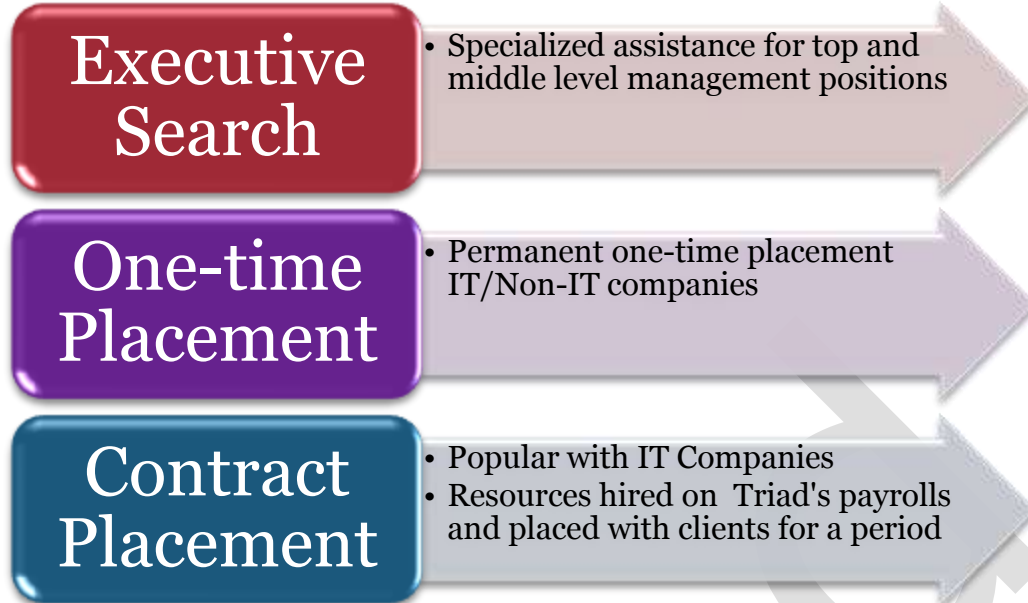 Executive
Search
• Specialized assistance for top and
middle level management positions
One-time
Placement
• Permanent one-time placement
IT/Non-IT companies
Contract
Placement
• Popular with IT Companies
• Resources hired on Triad's payrolls
and placed with clients for a period